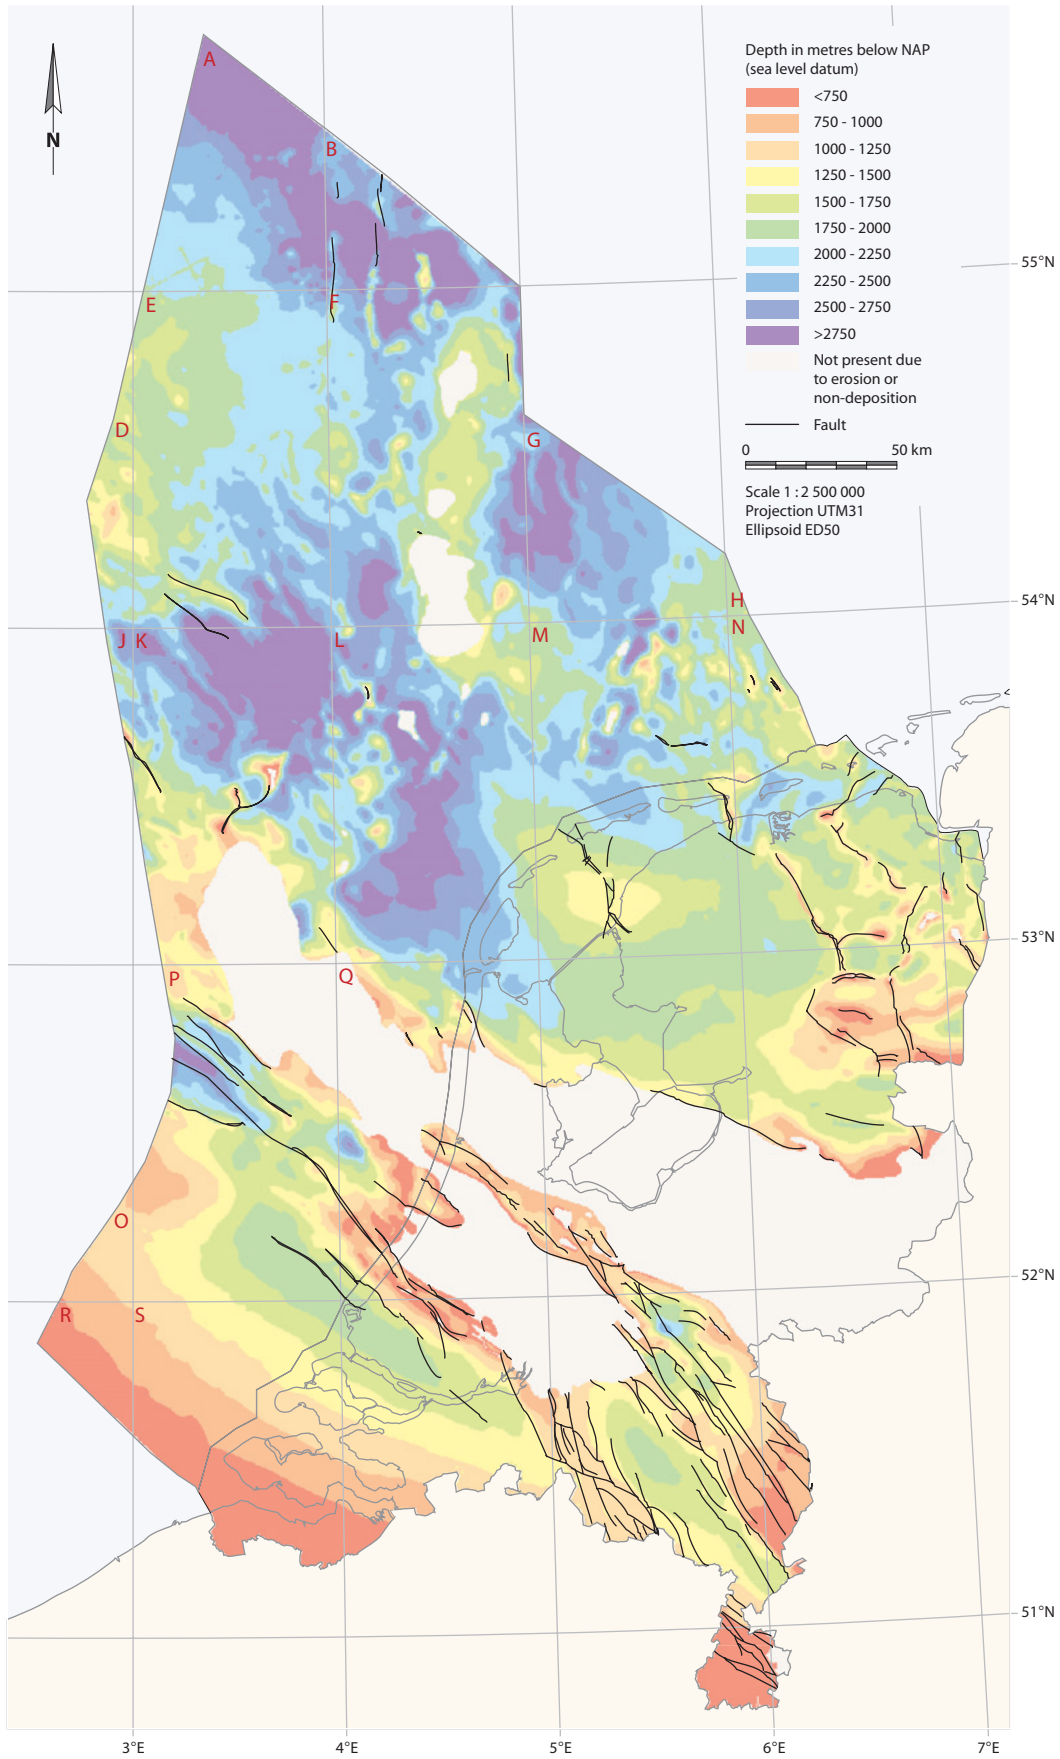 Depth in metres below NAP
(sea level datum)
<750
750 - 1000
1000 - 1250
1250 - 1500
1500 - 1750
1750 - 2000
2000 - 2250
2250 - 2500
2500 - 2750
>2750
Not present due
to erosion or
non-deposition
Fault
0 50 km
Scale 1 : 2 500 000
Projection UTM31
Ellipsoid ED50
N
A
B
E
F
D
G
H
J K
L
M
N
P
Q
O
R
S
55°N
54°N
53°N
52°N
51°N
3°E
4°E
5°E
6°E
7°E